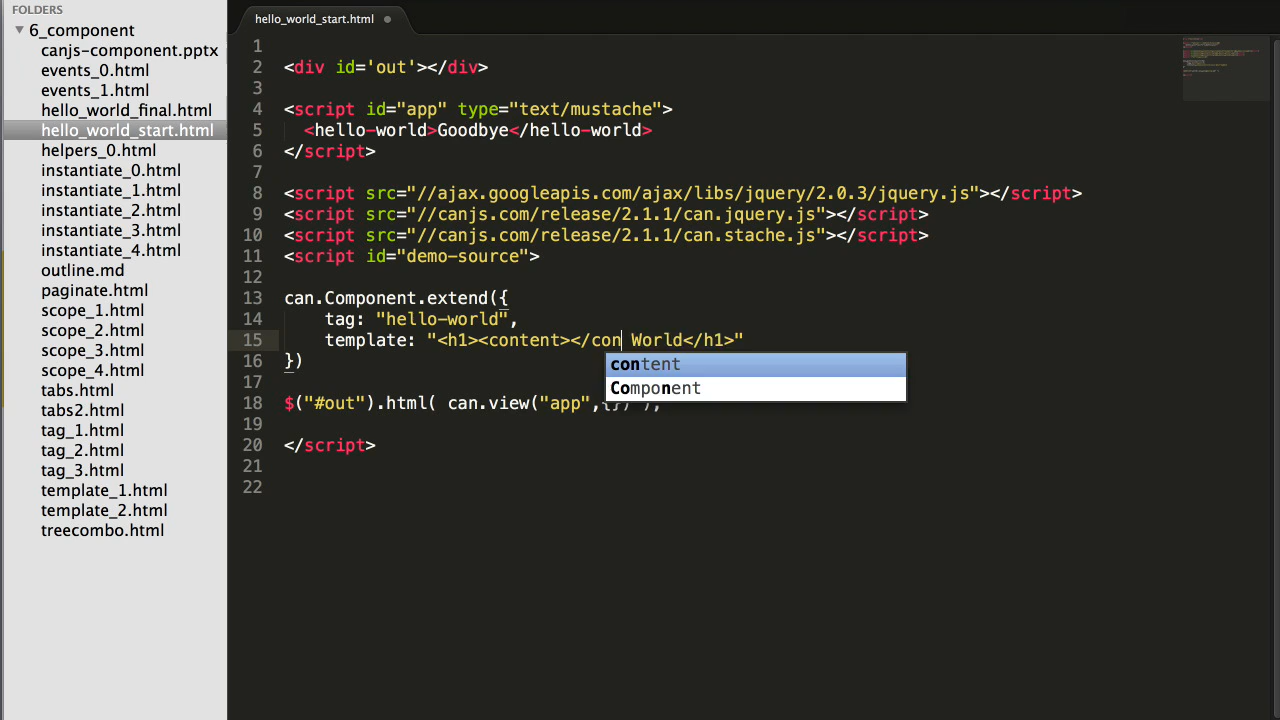 FOLDERS
6_component
canjs-component.pptx
events_0.html
events_1.html
hello_world_final.html
hello_world_start.html
helpers_0.html
instantiate_0.html
instantiate_1.html
instantiate_2.html
instantiate_3.html
instantiate_4.html
outline.md
paginate.html
scope_1.html
scope_2.html
scope_3.html
scope_4.html
tabs.html
tabs2.html
tag_1.html
tag_2.html
tag_3.html
template_1.html
template_2.html
treecombo.html
hello_world_start.html
1
2 <div id='out'></div>
3
4 <script id="app" type="text/mustache">
5 <hello-world>Goodbye</hello-world>
6 </script>
7
8 <script src="//ajax.googleapis.com/ajax/libs/jquery/2.0.3/jquery.js"></script>
9 <script src="//canjs.com/release/2.1.1/can.jquery.js"></script>
10 <script src="//canjs.com/release/2.1.1/can.stache.js"></script>
11 <script id="demo-source">
12
13 can.Component.extend({
14 tag: "hello-world",
15 template: "<h1><content></con World</h1>"
content
Component
16 })
17
18 $("#out").html( can.view("app",{}) );
19
20 </script>
21
22